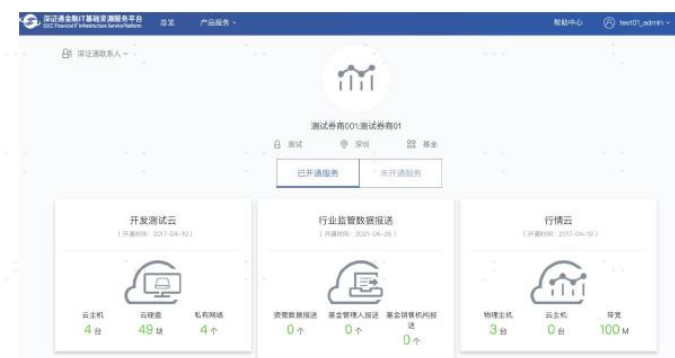 深证通金融IT基础资源服务平台
SSCC Financial IT Infrastructure Service Platform
总览
产品服务
帮助中心
test01_admin
深证通联系人
测试券商001:测试券商01
测试
深圳
基金
已开通服务
未开通服务
开发测试云
(开通时间: 2017-04-10)
云主机
云硬盘
私有网络
4 台
49 块
4 个
行业监管数据报送
(开通时间: 2021-04-26)
资管数据报送
基金管理人报送
基金销售机构报送
0 个
0 个
0 个
行情云
(开通时间: 2017-04-10)
物理主机
云主机
带宽
3 台
0 台
100 M